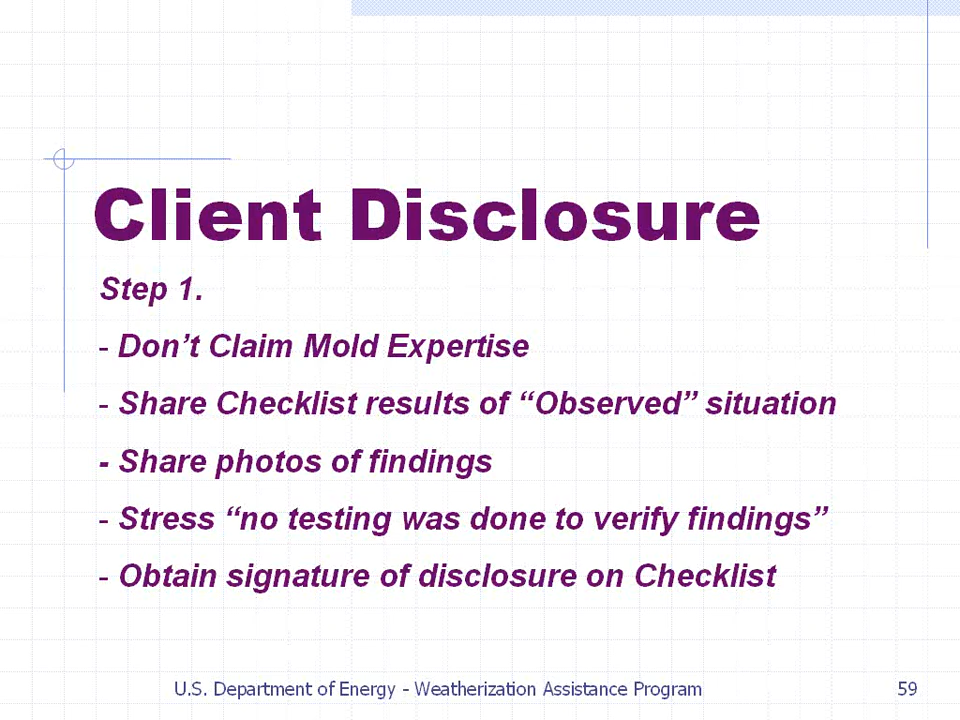 Client Disclosure
Step 1.
- Don’t Claim Mold Expertise
- Share Checklist results of “Observed” situation
- Share photos of findings
- Stress “no testing was done to verify findings”
- Obtain signature of disclosure on Checklist
U.S. Department of Energy - Weatherization Assistance Program 59